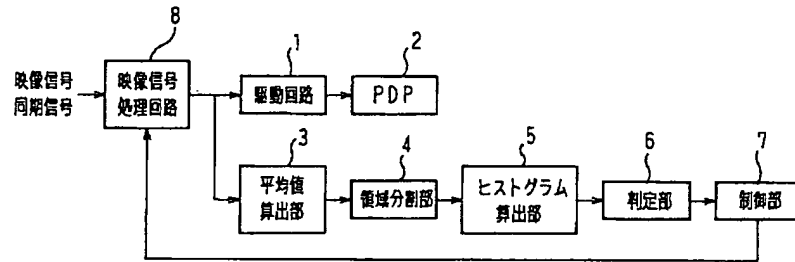 8
1
2
映像信号
同期信号
映像信号
処理回路
駆動回路
PDP
3
4
5
6
7
平均値
算出部
領域分割部
ヒストグラム
算出部
判定部
制御部